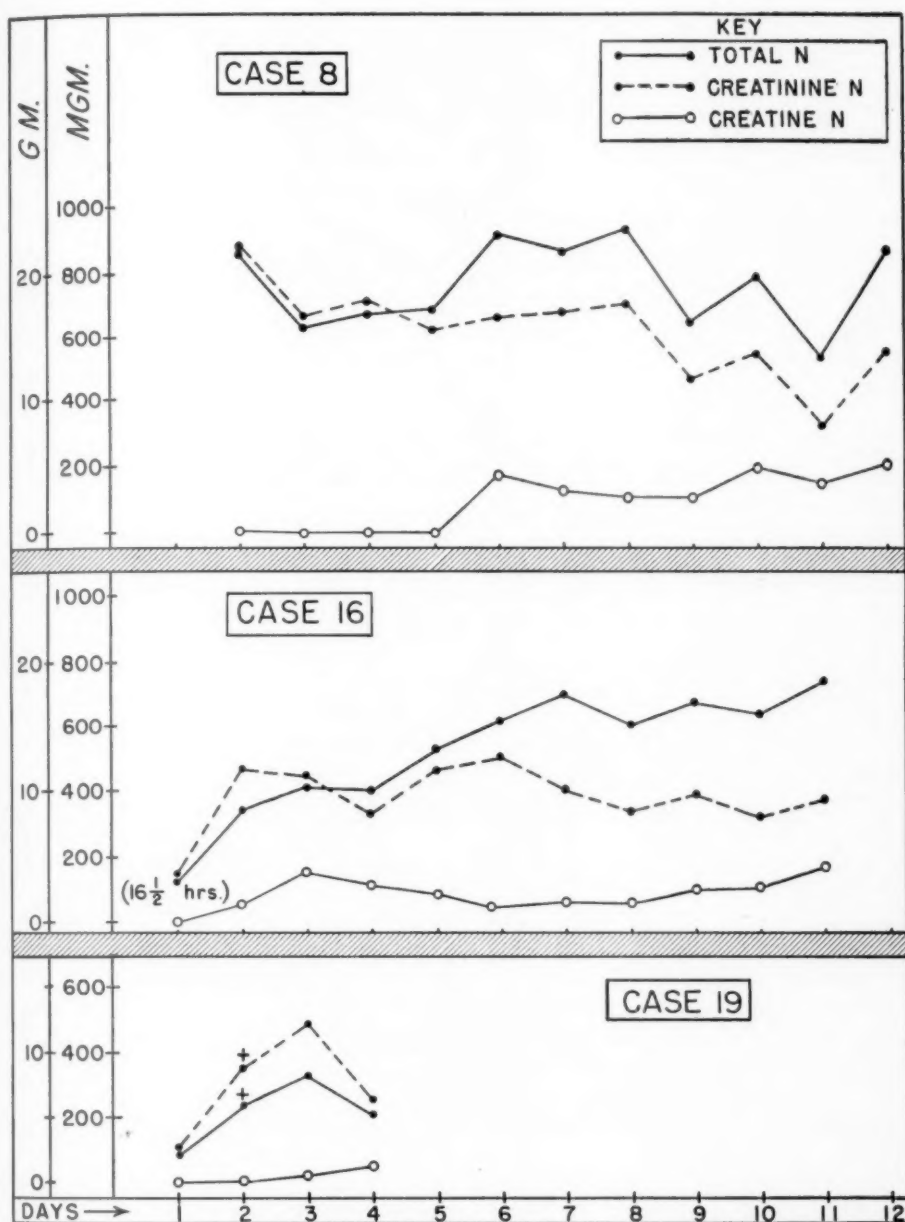 KEY
TOTAL N
CREATININE N
CREATINE N
CASE 8
GM.
MGM.
1000
20
800
600
10
400
200
0
CASE 16
1000
20
800
600
10
400
200
(16 1/2 hrs.)
0
CASE 19
600
10
400
+
+
200
0
DAYS → 1 2 3 4 5 6 7 8 9 10 11 12